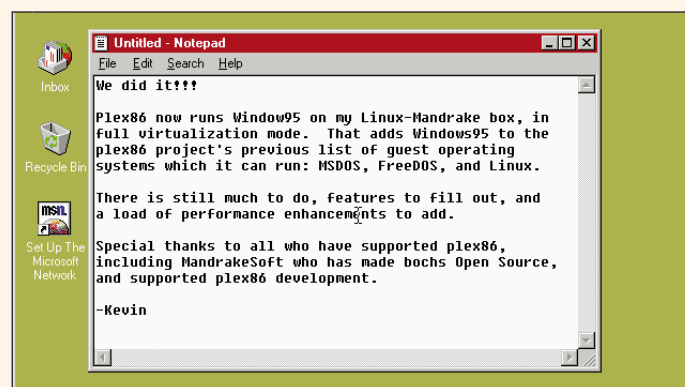 Untitled - Notepad
File Edit Search Help
Inbox
Recycle Bin
msn.
Set Up The
Microsoft
Network
We did it!!!
Plex86 now runs Window95 on my Linux-Mandrake box, in
full virtualization mode. That adds Windows95 to the
plex86 project's previous list of guest operating
systems which it can run: MSDOS, FreeDOS, and Linux.
There is still much to do, features to fill out, and
a load of performance enhancements to add.
Special thanks to all who have supported plex86,
including MandrakeSoft who has made bochs Open Source,
and supported plex86 development.
-Kevin